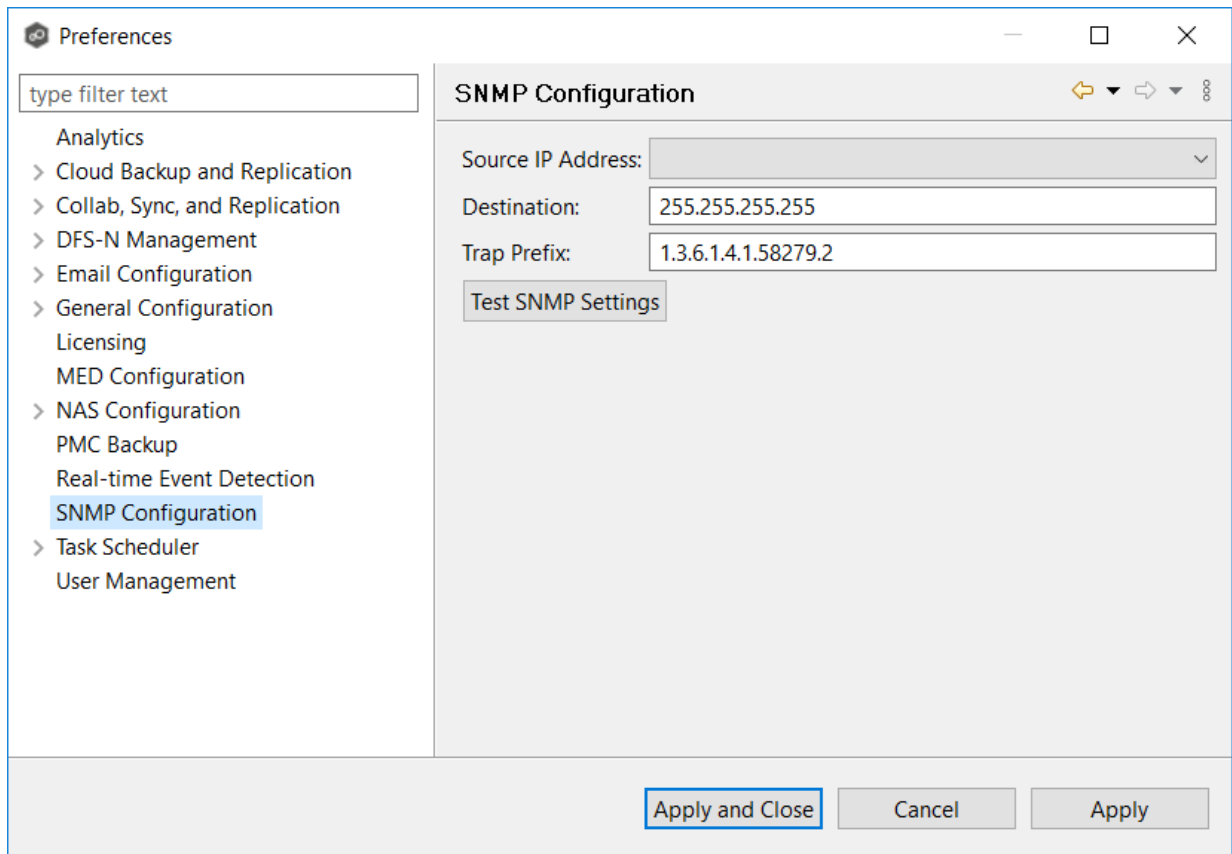 Preferences
type filter text
Analytics
Cloud Backup and Replication
Collab, Sync, and Replication
DFS-N Management
Email Configuration
General Configuration
Licensing
MED Configuration
NAS Configuration
PMC Backup
Real-time Event Detection
SNMP Configuration
Task Scheduler
User Management
SNMP Configuration
Source IP Address:
Destination: 255.255.255.255
Trap Prefix: 1.3.6.1.4.1.58279.2
Test SNMP Settings
Apply and Close Cancel Apply